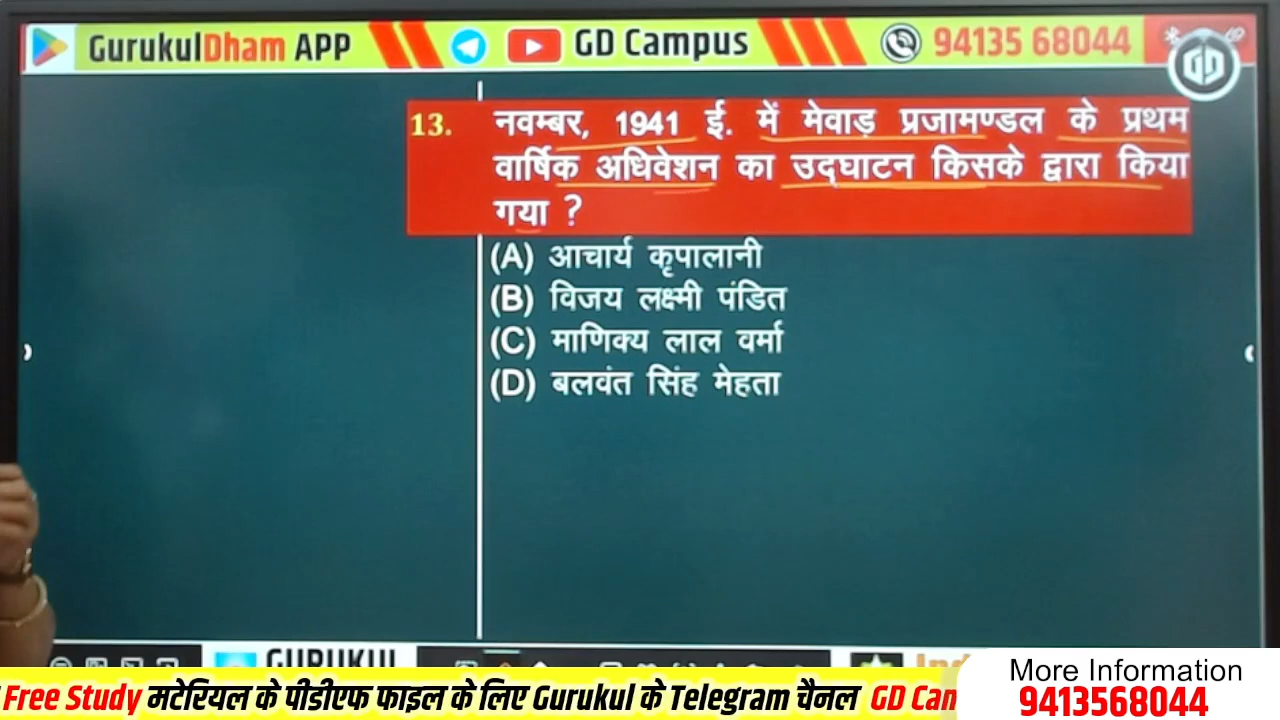 GurukulDham APP GD Campus 94135 68044
13. नवम्बर, 1941 ई. में मेवाड़ प्रजामण्डल के प्रथम
वार्षिक अधिवेशन का उद्घाटन किसके द्वारा किया
गया ?
(A) आचार्य कृपालानी
(B) विजय लक्ष्मी पंडित
(C) माणिक्य लाल वर्मा
(D) बलवंत सिंह मेहता
GURUKUL
More Information
Free Study मटेरियल के पीडीएफ फाइल के लिए Gurukul के Telegram चैनल GD Can
9413568044